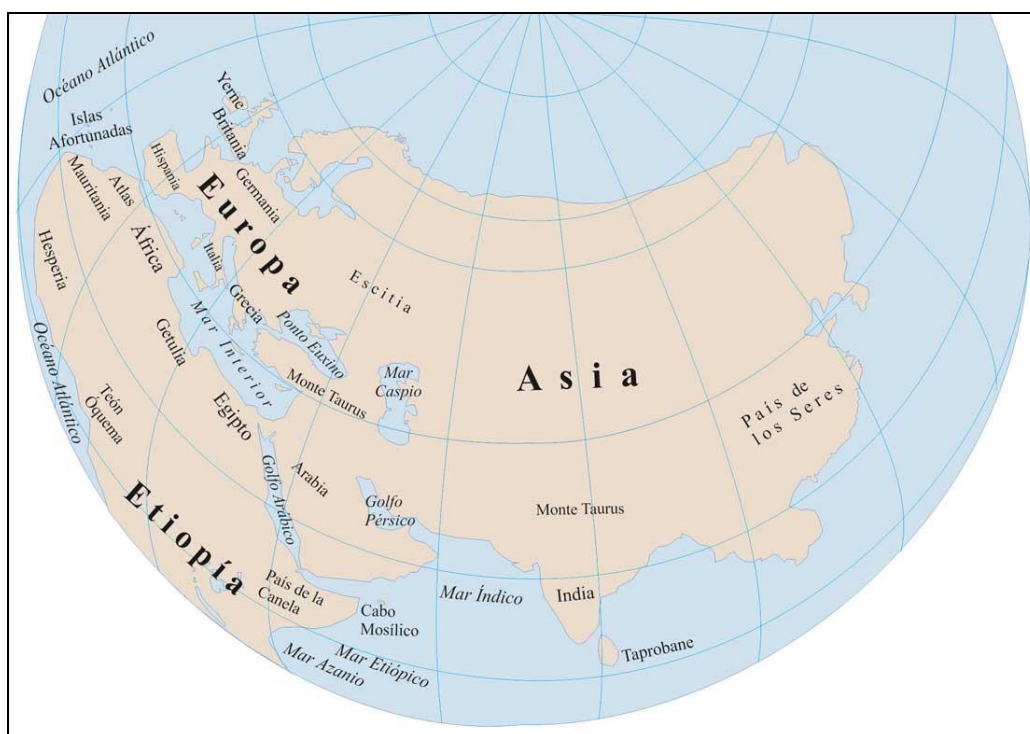 Océano Atlántico
Islas
Afortunadas
Yerne
Britania
Hispania
Germania
Mauritania
Atlas
Europa
África
Italia
Hesperia
Escitia
Grecia
Ponto Euxino
Mar Interior
Getulia
Océano Atlántico
Monte Taurus
Mar
Caspio
Asia
País de
los Seres
Teón
Óquema
Egipto
Arabia
Golfo Arábico
Golfo
Pérsico
Monte Taurus
Etiopía
País de la
Canela
Cabo
Mosílico
Mar Índico
India
Taprobane
Mar Etiópico
Mar Azanio